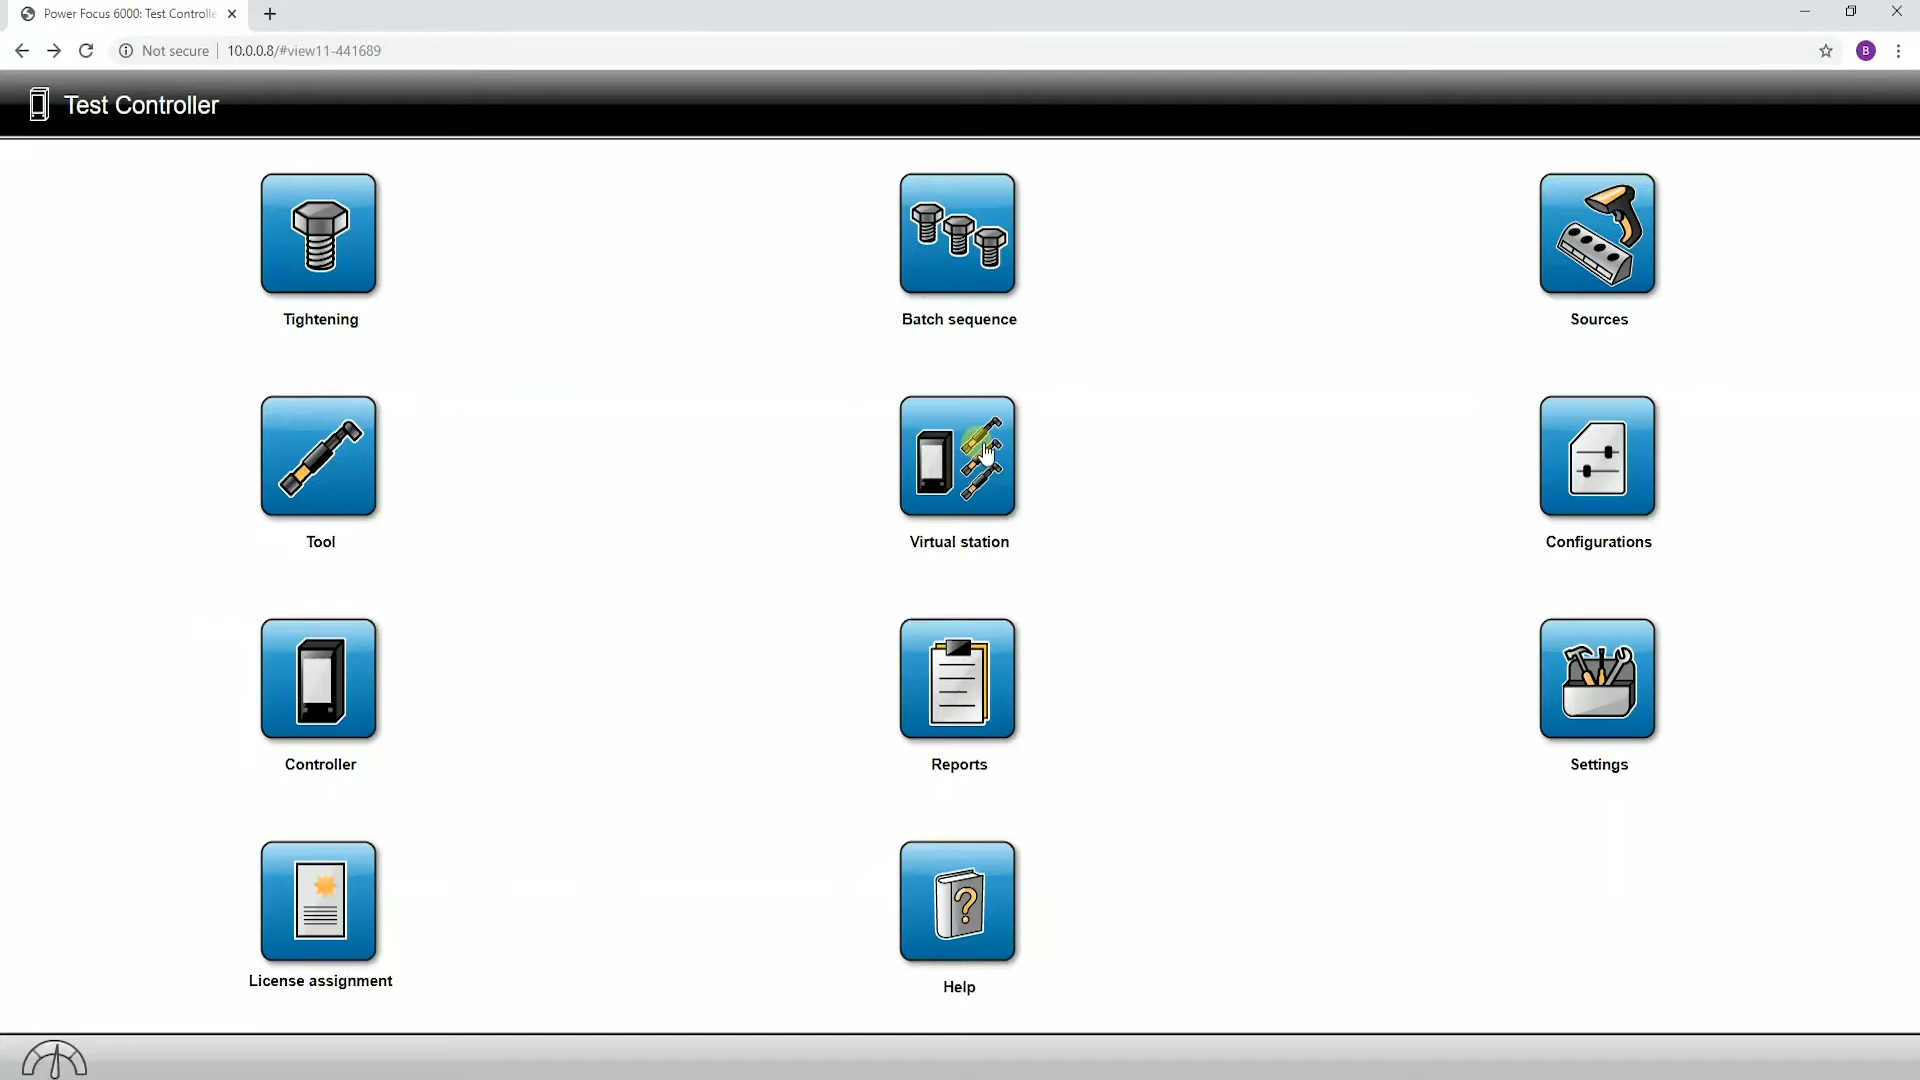 Power Focus 6000: Test Controlle
Not secure
10.0.0.8/#view11-441689
B
Test Controller
Tightening
Batch sequence
Sources
Tool
Virtual station
Configurations
Controller
Reports
Settings
License assignment
?
Help